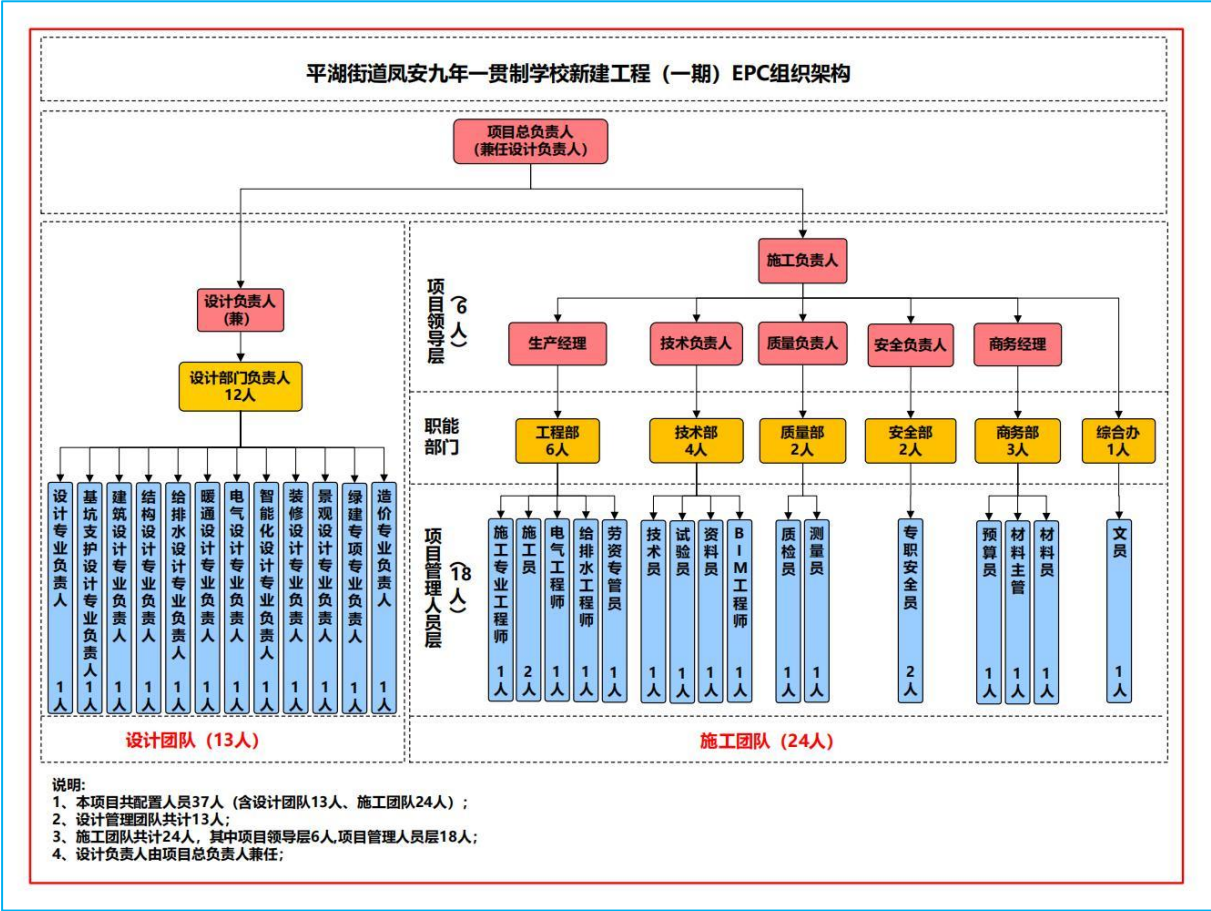 平湖街道凤安九年一贯制学校新建工程（一期）EPC组织架构
项目总负责人
（兼任设计负责人）
设计负责人
(兼)
设计部门负责人
12人
设计专业负责人 1人
基坑支护设计专业负责人 1人
建筑设计专业负责人 1人
结构设计专业负责人 1人
给排水设计专业负责人 1人
暖通设计专业负责人 1人
电气设计专业负责人 1人
智能化设计专业负责人 1人
装修设计专业负责人 1人
景观设计专业负责人 1人
绿建专项专业负责人 1人
造价专业负责人 1人
设计团队（13人）
项目领导层（6人）
施工负责人
生产经理
技术负责人
质量负责人
安全负责人
商务经理
职能
部门
工程部
6人
技术部
4人
质量部
2人
安全部
2人
商务部
3人
综合办
1人
项目管理人员层（18人）
施工专业工程师 1人
施工员 2人
电气工程师 1人
给排水工程师 1人
劳资专管员 1人
技术员 1人
试验员 1人
资料员 1人
BIM工程师 1人
质检员 1人
测量员 1人
专职安全员 2人
预算员 1人
材料主管 1人
材料员 1人
文员 1人
施工团队（24人）
说明:
1、本项目共配置人员37人（含设计团队13人、施工团队24人）;
2、设计管理团队共计13人;
3、施工团队共计24人，其中项目领导层6人,项目管理人员层18人;
4、设计负责人由项目总负责人兼任;